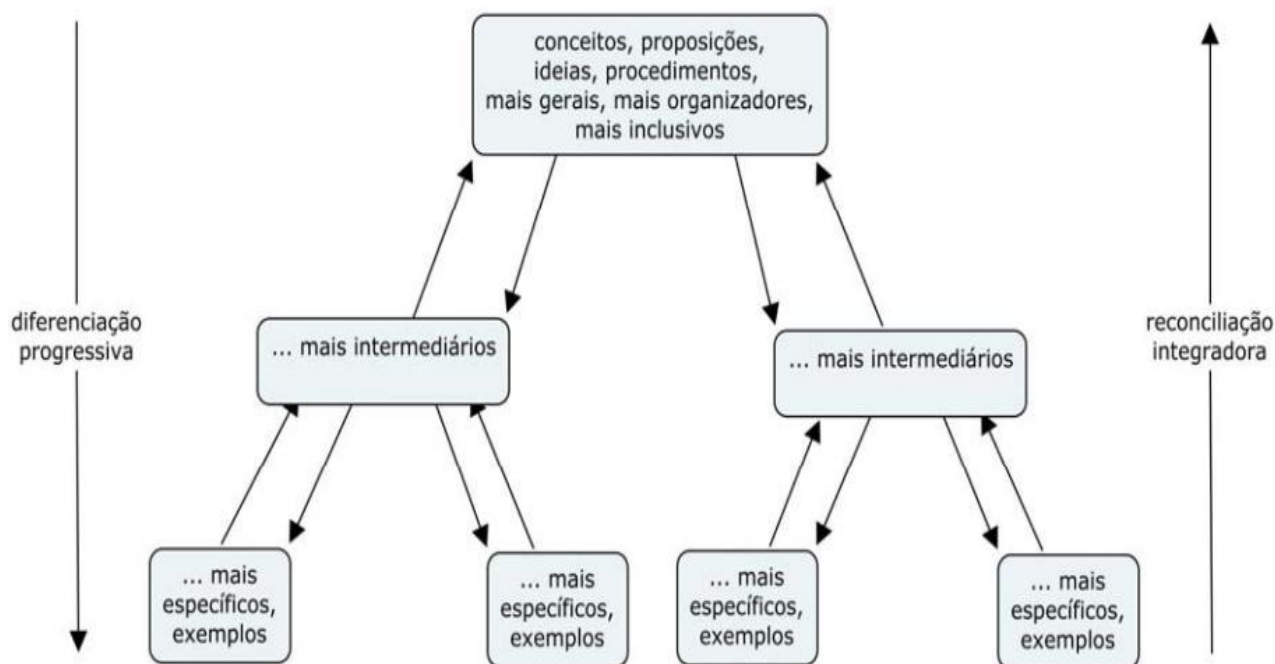 conceitos, proposições,
ideias, procedimentos,
mais gerais, mais organizadores,
mais inclusivos
diferenciação
progressiva
... mais intermediários
... mais intermediários
reconciliação
integradora
... mais
específicos,
exemplos
... mais
específicos,
exemplos
... mais
específicos,
exemplos
... mais
específicos,
exemplos